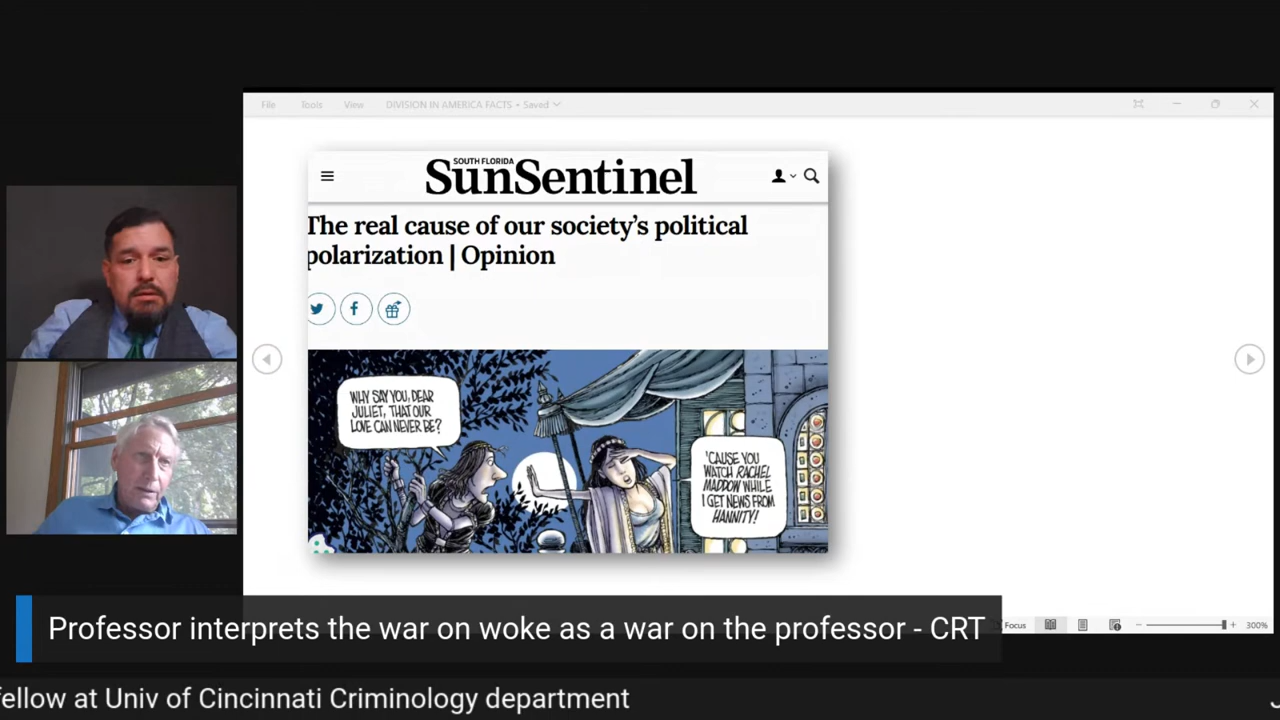 File Tools View DIVISION IN AMERICA FACTS • Saved
SOUTH FLORIDA
SunSentinel
The real cause of our society's political
polarization | Opinion
WHY SAY YOU, DEAR
JULIET, THAT OUR
LOVE CAN NEVER BE?
'CAUSE YOU
WATCH RACHEL
MADDOW WHILE
I GET NEWS FROM
HANNITY!
Professor interprets the war on woke as a war on the professor - CRT
Focus 300%
fellow at Univ of Cincinnati Criminology department